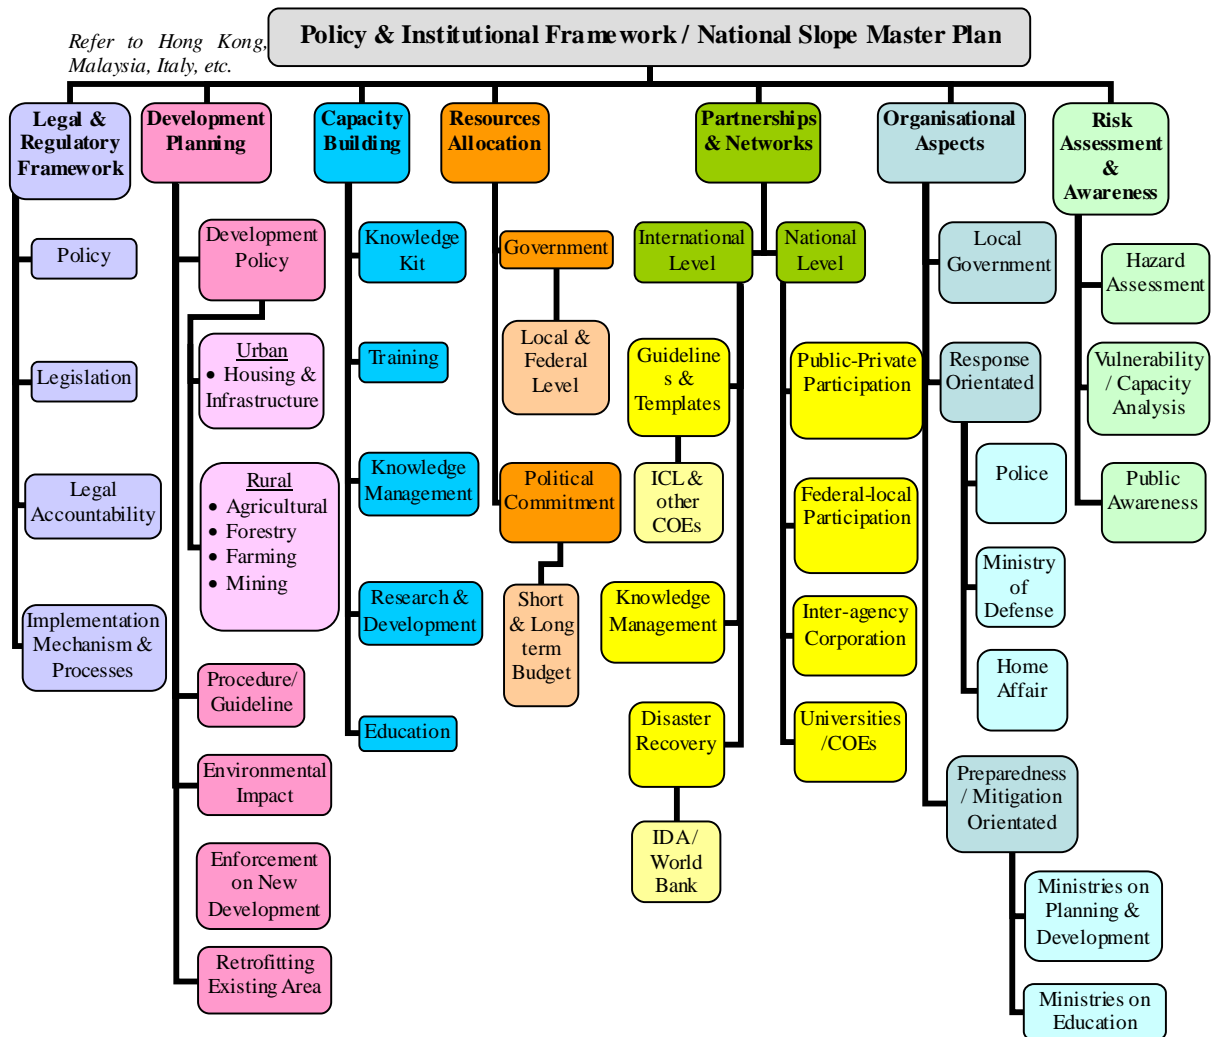 Policy & Institutional Framework / National Slope Master Plan
Refer to Hong Kong,
Malaysia, Italy, etc.
Legal &
Regulatory
Framework
Policy
Legislation
Legal
Accountability
Implementation
Mechanism &
Processes
Development
Planning
Development
Policy
Urban
• Housing &
Infrastructure
Rural
• Agricultural
• Forestry
• Farming
• Mining
Procedure/
Guideline
Environmental
Impact
Enforcement
on New
Development
Retrofitting
Existing Area
Capacity
Building
Knowledge
Kit
Training
Knowledge
Management
Research &
Development
Education
Resources
Allocation
Government
Local &
Federal
Level
Political
Commitment
Short
& Long
term
Budget
Partnerships
& Networks
International
Level
Guideline
s &
Templates
ICL &
other
COEs
Knowledge
Management
Disaster
Recovery
IDA/
World
Bank
National
Level
Public-Private
Participation
Federal-local
Participation
Inter-agency
Corporation
Universities
/COEs
Organisational
Aspects
Local
Government
Response
Orientated
Police
Ministry
of
Defense
Home
Affair
Preparedness
/ Mitigation
Orientated
Ministries on
Planning &
Development
Ministries on
Education
Risk
Assessment
&
Awareness
Hazard
Assessment
Vulnerability
/ Capacity
Analysis
Public
Awareness